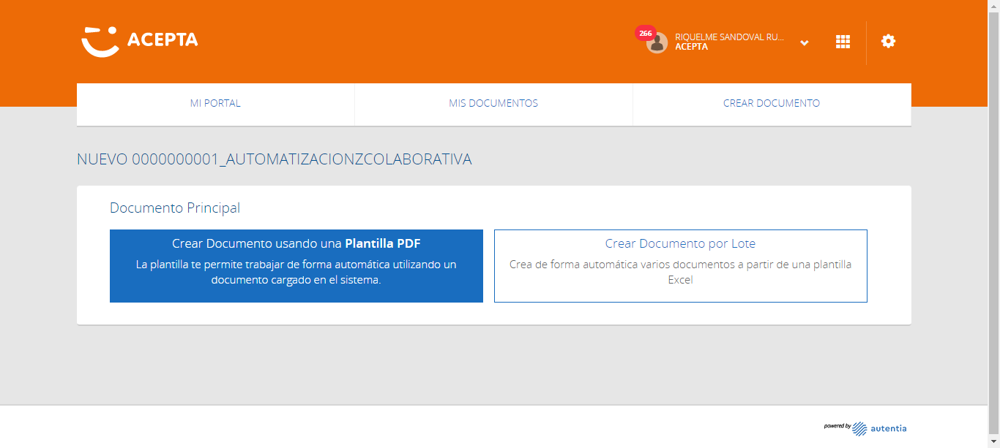 ACEPTA
266
RIQUELME SANDOVAL RU...
ACEPTA
MI PORTAL
MIS DOCUMENTOS
CREAR DOCUMENTO
NUEVO 0000000001_AUTOMATIZACIONZCOLABORATIVA
Documento Principal
Crear Documento usando una Plantilla PDF
La plantilla te permite trabajar de forma automática utilizando un
documento cargado en el sistema.
Crear Documento por Lote
Crea de forma automática varios documentos a partir de una plantilla
Excel
powered by autentia